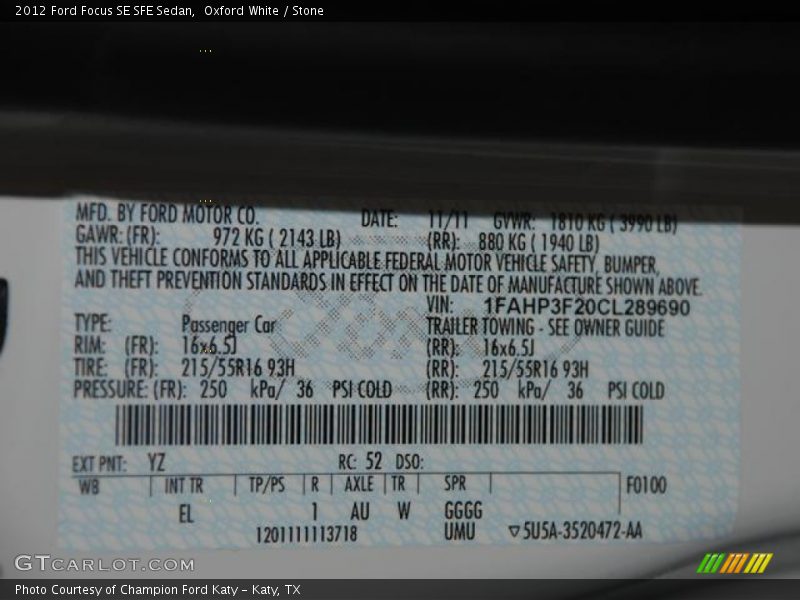 2012 Ford Focus SE SFE Sedan, Oxford White / Stone
MFD. BY FORD MOTOR CO. DATE: 11/11 GVWR: 1810 KG ( 3990 LB)
GAWR: (FR): 972 KG ( 2143 LB) (RR): 880 KG ( 1940 LB)
THIS VEHICLE CONFORMS TO ALL APPLICABLE FEDERAL MOTOR VEHICLE SAFETY, BUMPER,
AND THEFT PREVENTION STANDARDS IN EFFECT ON THE DATE OF MANUFACTURE SHOWN ABOVE.
VIN: 1FAHP3F20CL289690
TYPE: Passenger Car TRAILER TOWING - SEE OWNER GUIDE
RIM: (FR): 16x6.5J (RR): 16x6.5J
TIRE: (FR): 215/55R16 93H (RR): 215/55R16 93H
PRESSURE: (FR): 250 kPa/ 36 PSI COLD (RR): 250 kPa/ 36 PSI COLD
EXT PNT: YZ RC: 52 DSO:
WB INT TR TP/PS R AXLE TR SPR F0100
EL 1 AU W GGGG
1201111113718 UMU ▽5U5A-3520472-AA
GTCARLOT.COM
Photo Courtesy of Champion Ford Katy - Katy, TX